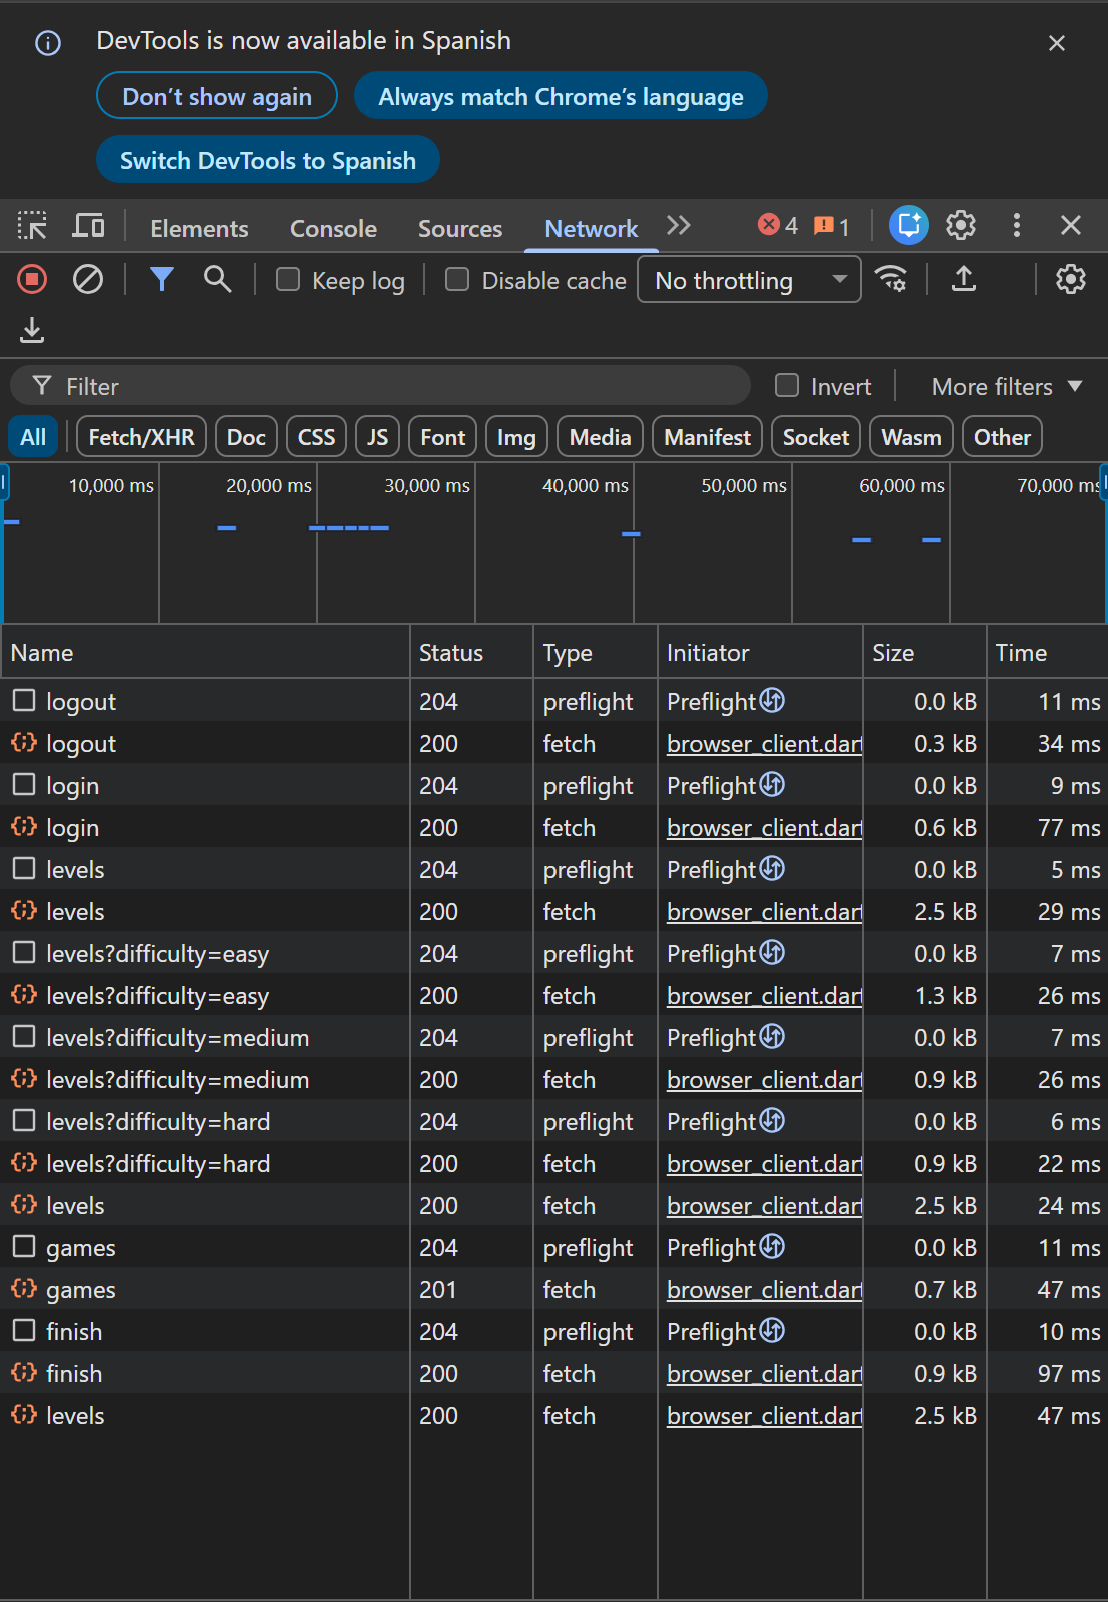 DevTools is now available in Spanish
Don't show again Always match Chrome's language
Switch DevTools to Spanish
Elements Console Sources Network 4 1
Keep log Disable cache No throttling
Filter Invert More filters
All Fetch/XHR Doc CSS JS Font Img Media Manifest Socket Wasm Other
10,000 ms 20,000 ms 30,000 ms 40,000 ms 50,000 ms 60,000 ms 70,000 ms
Name Status Type Initiator Size Time
logout 204 preflight Preflight 0.0 kB 11 ms
logout 200 fetch browser_client.dart 0.3 kB 34 ms
login 204 preflight Preflight 0.0 kB 9 ms
login 200 fetch browser_client.dart 0.6 kB 77 ms
levels 204 preflight Preflight 0.0 kB 5 ms
levels 200 fetch browser_client.dart 2.5 kB 29 ms
levels?difficulty=easy 204 preflight Preflight 0.0 kB 7 ms
levels?difficulty=easy 200 fetch browser_client.dart 1.3 kB 26 ms
levels?difficulty=medium 204 preflight Preflight 0.0 kB 7 ms
levels?difficulty=medium 200 fetch browser_client.dart 0.9 kB 26 ms
levels?difficulty=hard 204 preflight Preflight 0.0 kB 6 ms
levels?difficulty=hard 200 fetch browser_client.dart 0.9 kB 22 ms
levels 200 fetch browser_client.dart 2.5 kB 24 ms
games 204 preflight Preflight 0.0 kB 11 ms
games 201 fetch browser_client.dart 0.7 kB 47 ms
finish 204 preflight Preflight 0.0 kB 10 ms
finish 200 fetch browser_client.dart 0.9 kB 97 ms
levels 200 fetch browser_client.dart 2.5 kB 47 ms